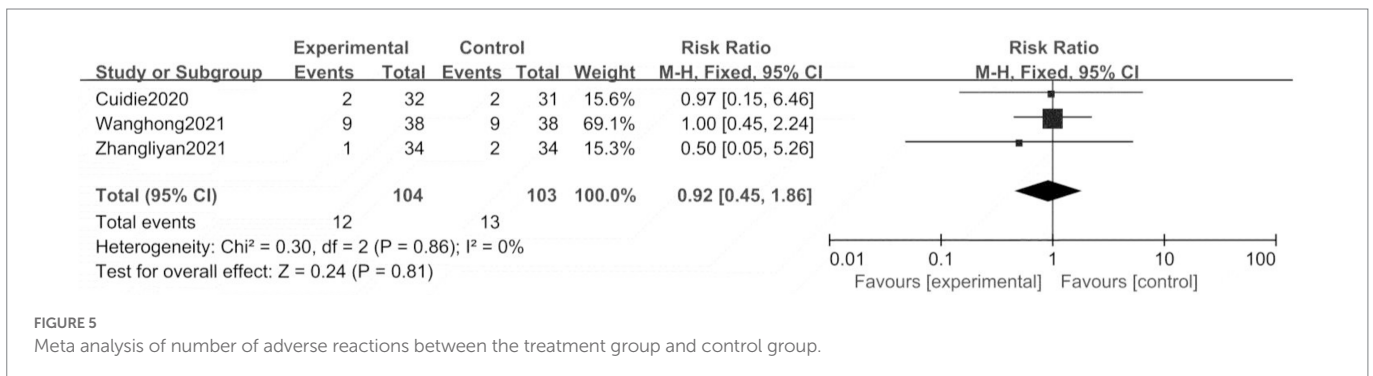 Experimental Control Risk Ratio Risk Ratio
Study or Subgroup Events Total Events Total Weight M-H, Fixed, 95% CI M-H, Fixed, 95% CI
Cuidie2020 2 32 2 31 15.6% 0.97 [0.15, 6.46]
Wanghong2021 9 38 9 38 69.1% 1.00 [0.45, 2.24]
Zhangliyan2021 1 34 2 34 15.3% 0.50 [0.05, 5.26]
Total (95% CI) 104 103 100.0% 0.92 [0.45, 1.86]
Total events 12 13
Heterogeneity: Chi² = 0.30, df = 2 (P = 0.86); I² = 0%
Test for overall effect: Z = 0.24 (P = 0.81)
0.01 0.1 1 10 100
Favours [experimental] Favours [control]
FIGURE 5
Meta analysis of number of adverse reactions between the treatment group and control group.